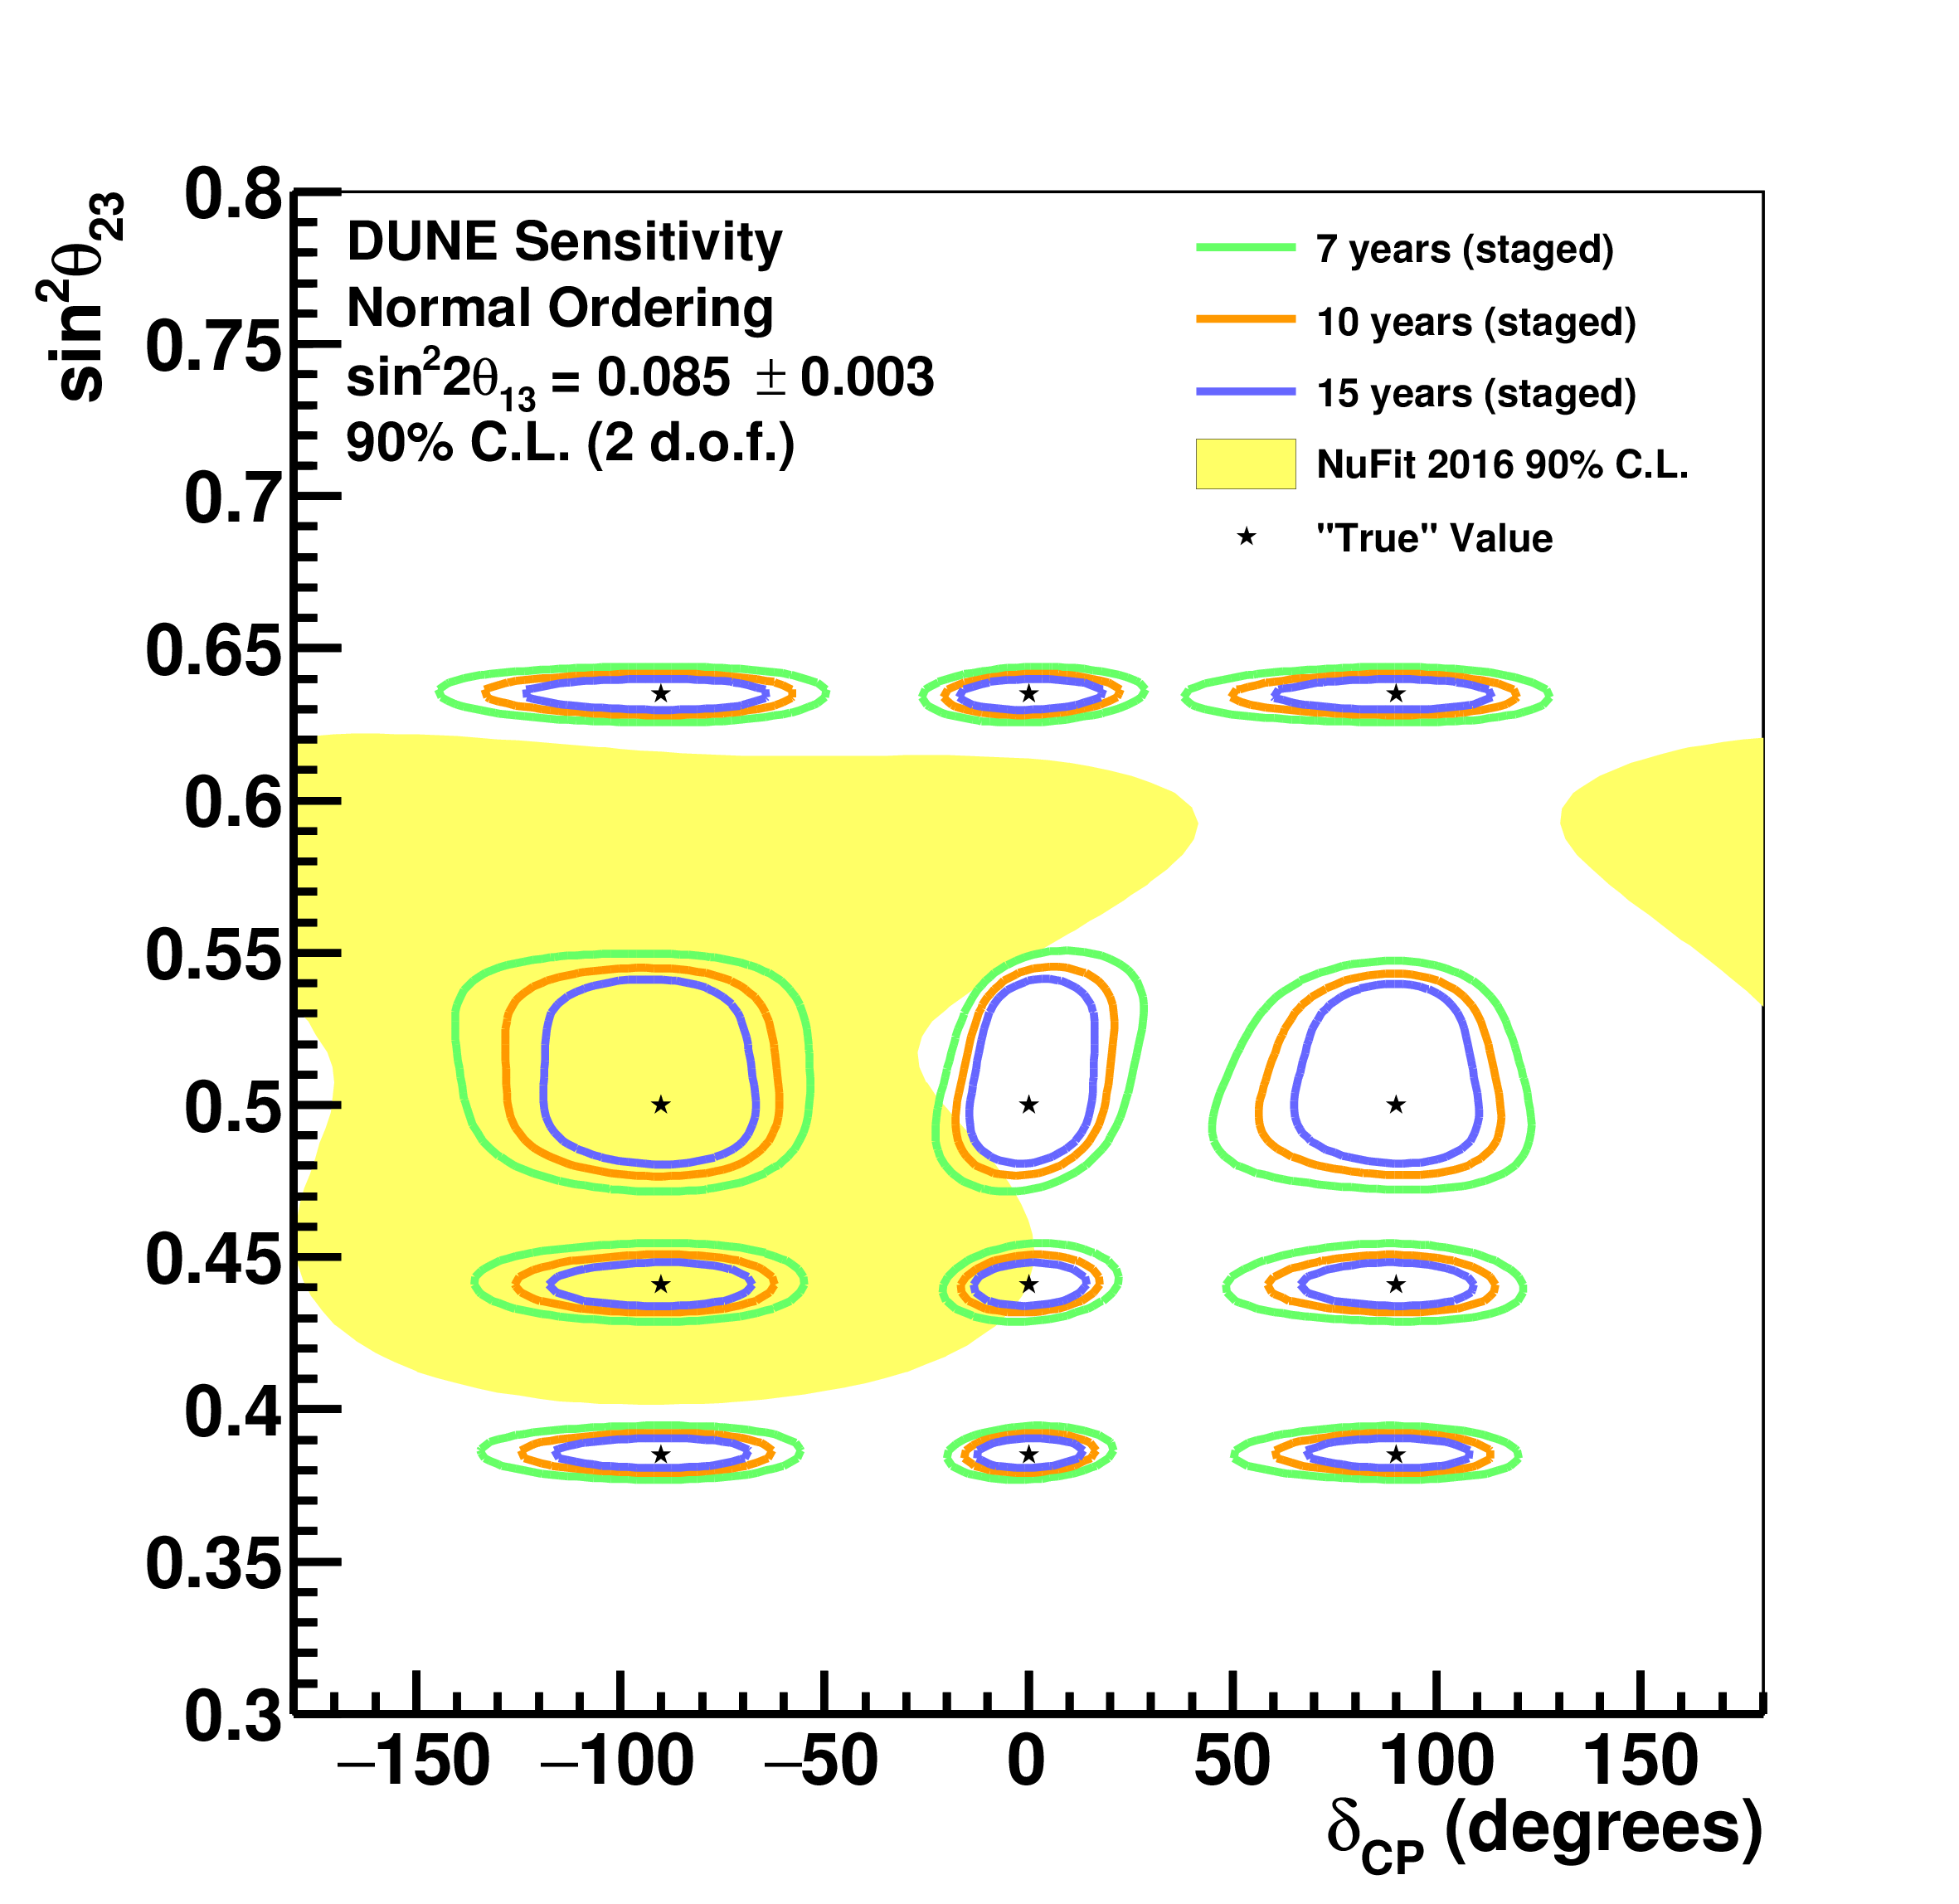 sin²θ₂₃
0.8
0.75
0.7
0.65
0.6
0.55
0.5
0.45
0.4
0.35
0.3
DUNE Sensitivity
Normal Ordering
sin²2θ₁₃ = 0.085 ± 0.003
90% C.L. (2 d.o.f.)
7 years (staged)
10 years (staged)
15 years (staged)
NuFit 2016 90% C.L.
"True" Value
−150 −100 −50 0 50 100 150
δ_CP (degrees)